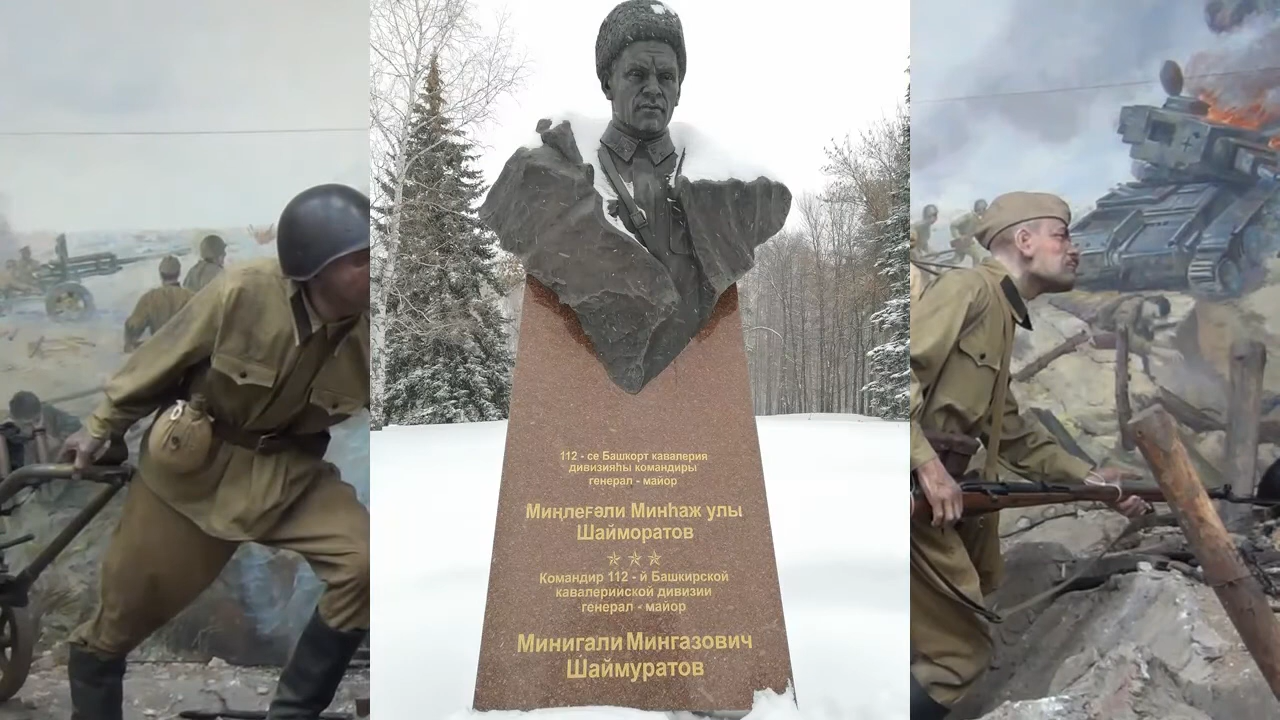 112 - се Башкорт кавалерия
дивизияһы командиры
генерал - майор
Миңлеғәли Минһаж улы
Шайморатов
Командир 112 - й Башкирской
кавалерииской дивизии
генерал - майор
Минигали Мингазович
Шаймуратов